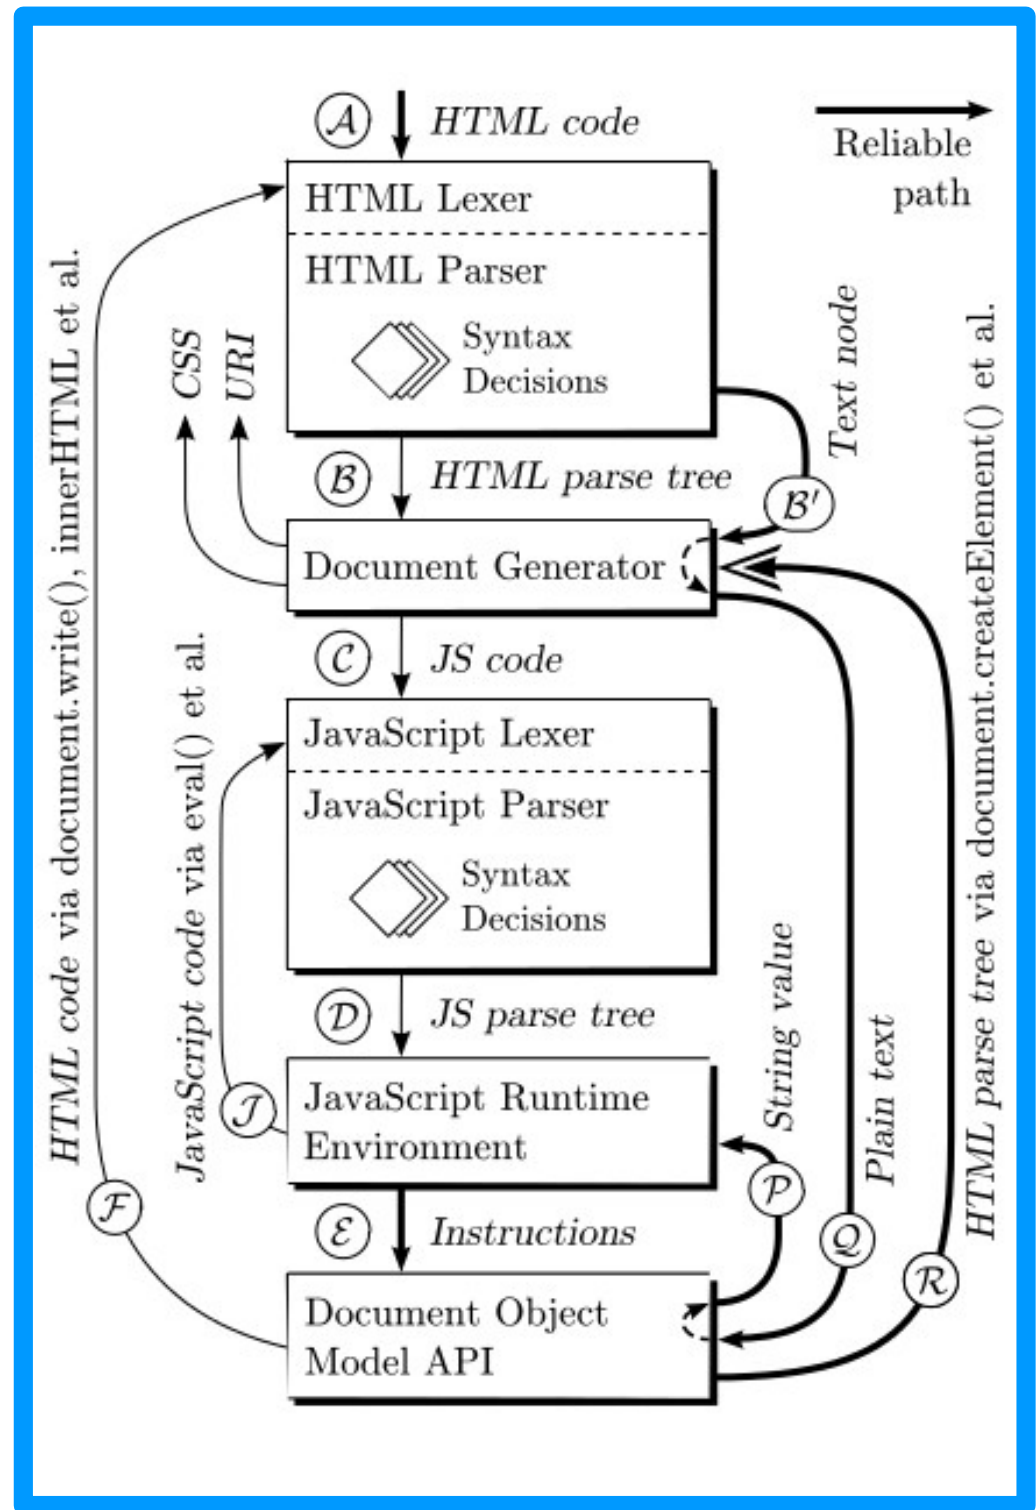 𝒜 HTML code
Reliable
path
HTML Lexer
HTML Parser
Syntax
Decisions
CSS
URI
Text node
ℬ HTML parse tree
ℬ′
Document Generator
𝒞 JS code
JavaScript Lexer
JavaScript Parser
Syntax
Decisions
𝒟 JS parse tree
JavaScript Runtime
Environment
𝒥
ℰ Instructions
Document Object
Model API
String value
𝒫
Plain text
𝒬
ℛ
HTML parse tree via document.createElement() et al.
JavaScript code via eval() et al.
HTML code via document.write(), innerHTML et al.
ℱ